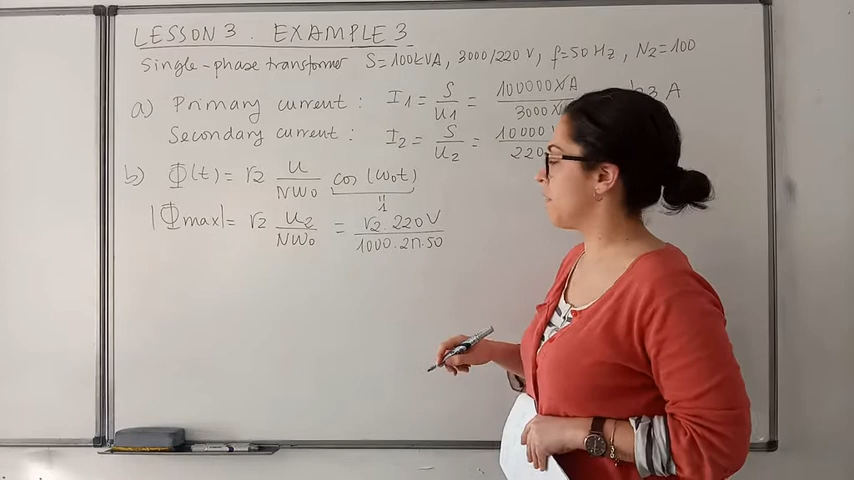 LESSON 3 . EXAMPLE 3
single-phase transformer S=100kVA, 3000/220 V, f=50 Hz, N2=100
a) Primary current : I1 = S/U1 = 100000 VA/3000 V 3 A
Secondary current : I2 = S/U2 = 10000/220
b) Φ(t) = √2 U/NW0 cos (W0t)
"
1
|Φmax| = √2 U2/NW0 = √2. 220V/1000.2π.50